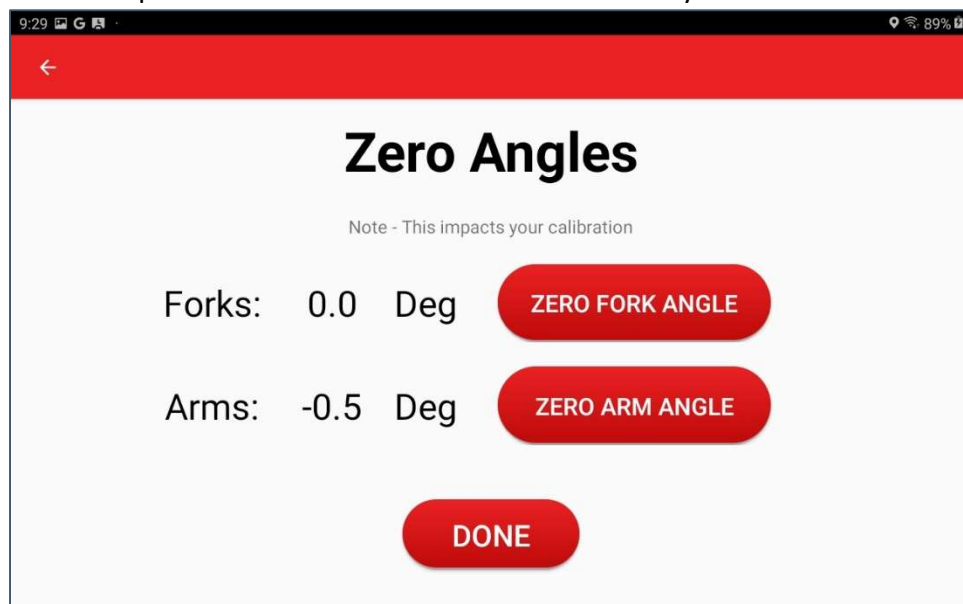 9:29
89%
Zero Angles
Note - This impacts your calibration
Forks: 0.0 Deg ZERO FORK ANGLE
Arms: -0.5 Deg ZERO ARM ANGLE
DONE